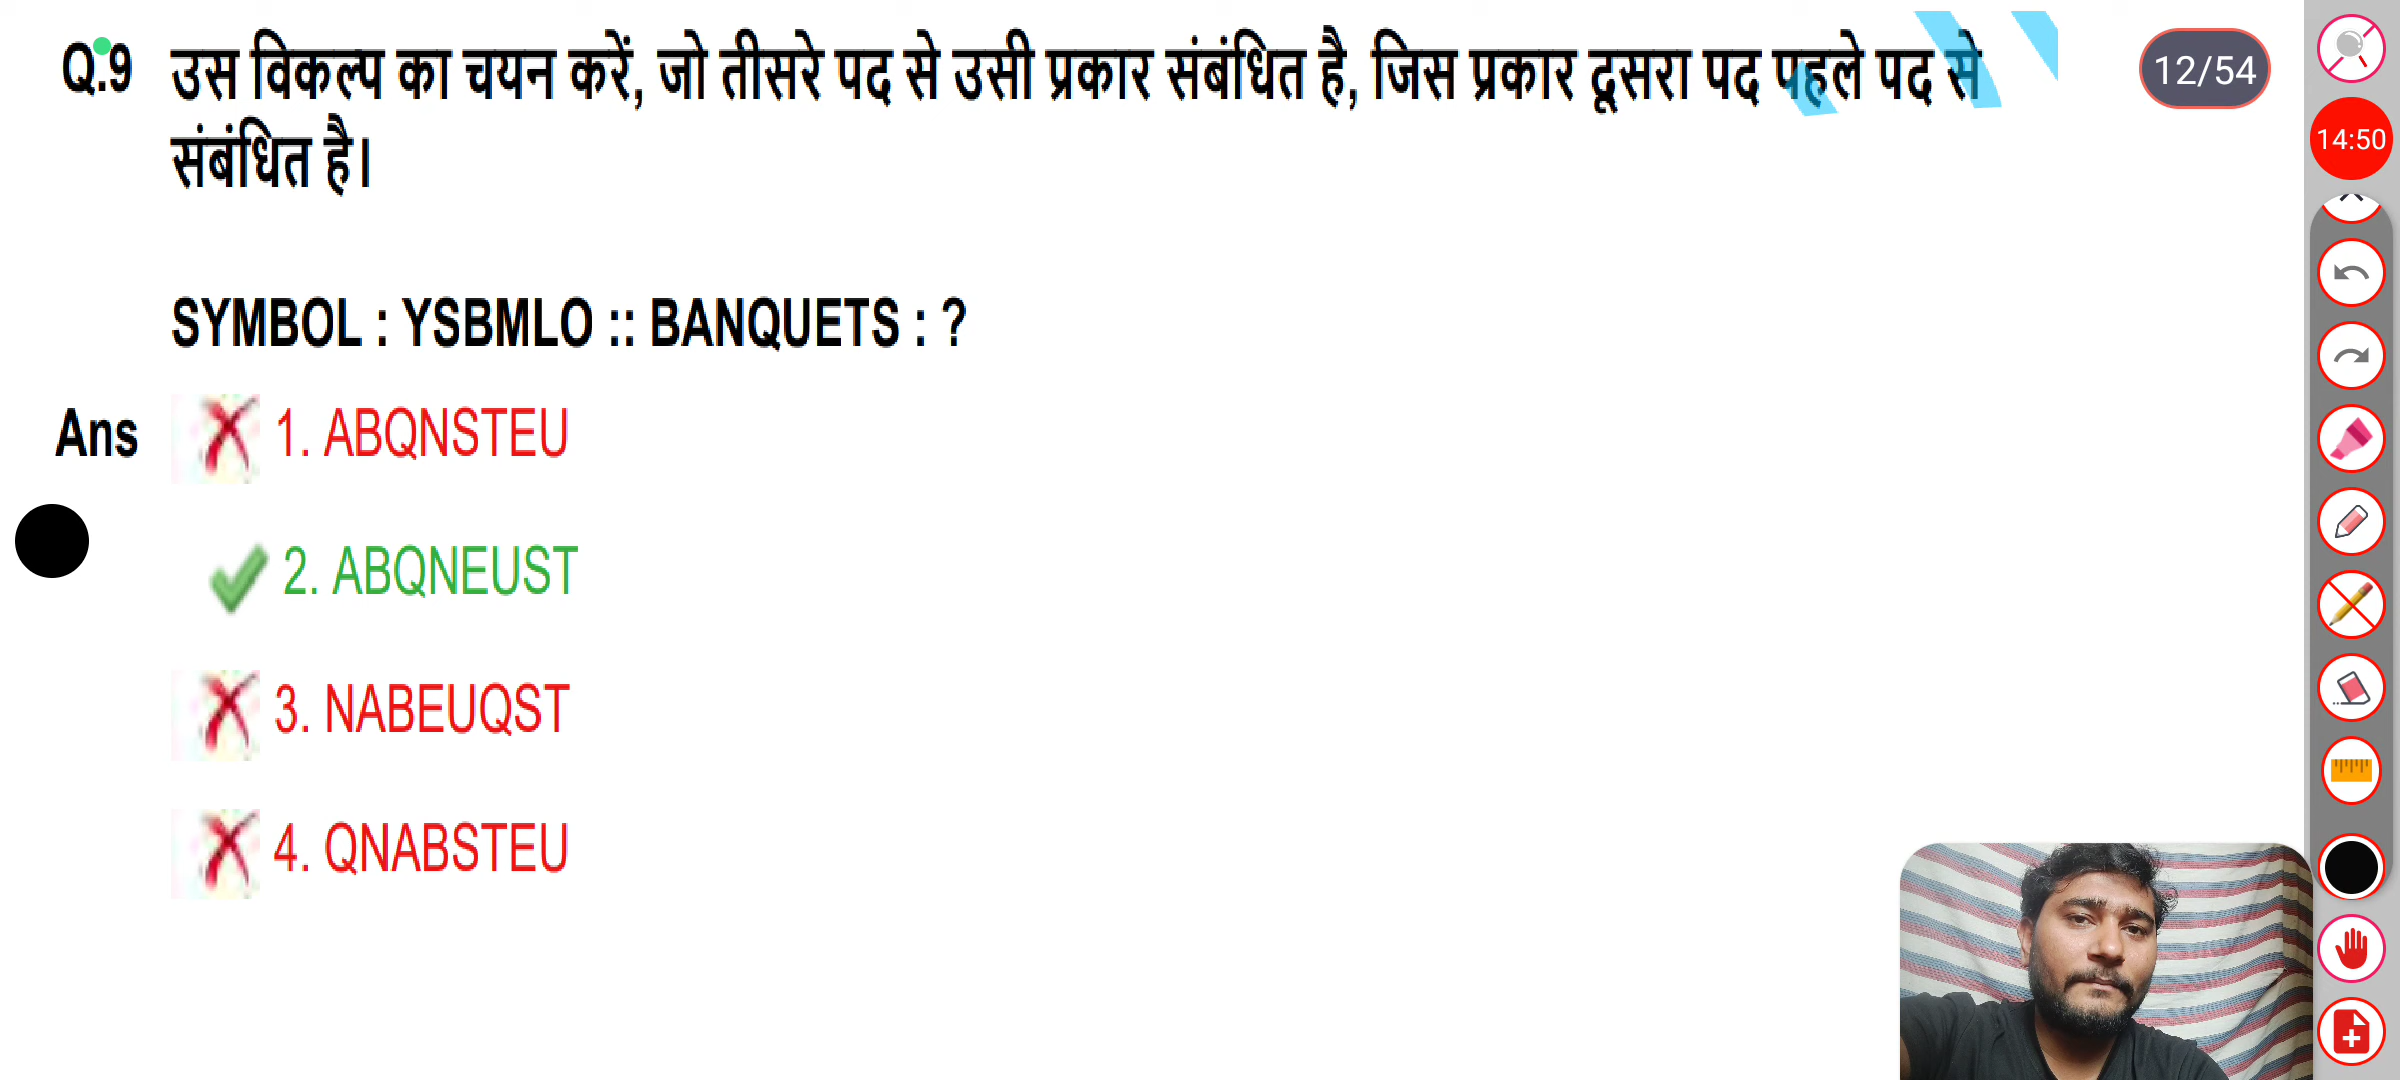 Q.9 उस विकल्प का चयन करें, जो तीसरे पद से उसी प्रकार संबंधित है, जिस प्रकार दूसरा पद पहले पद से
संबंधित है।
12/54
14:50
SYMBOL : YSBMLO :: BANQUETS : ?
Ans 1. ABQNSTEU
2. ABQNEUST
3. NABEUQST
4. QNABSTEU